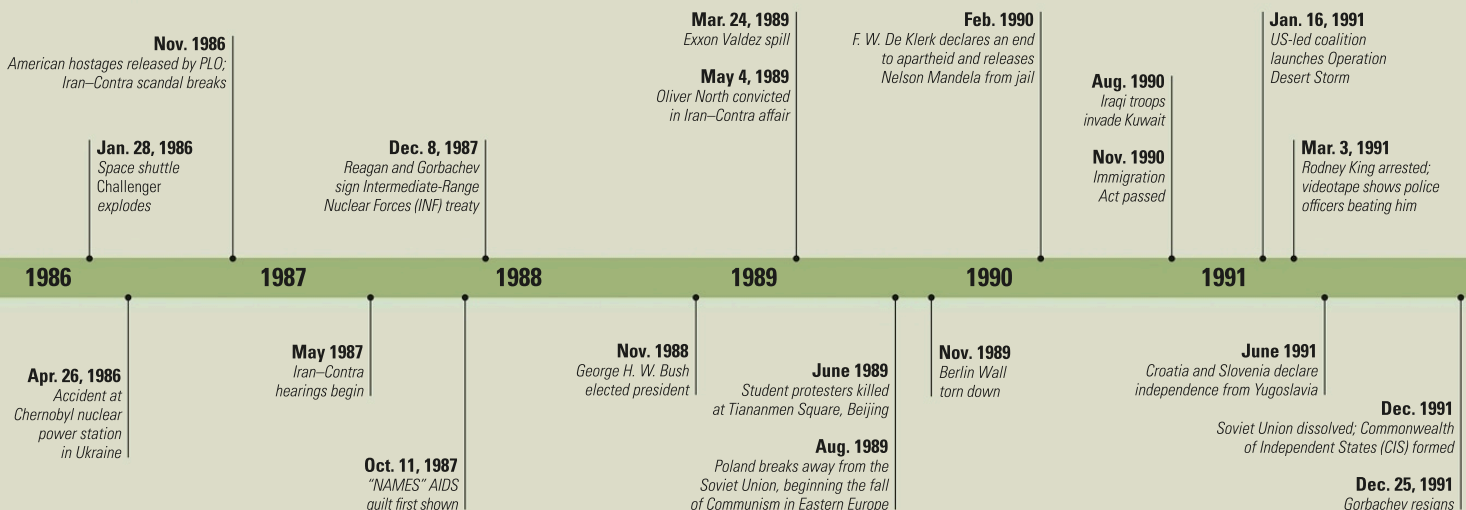 Nov. 1986
American hostages released by PLO;
Iran–Contra scandal breaks
Jan. 28, 1986
Space shuttle
Challenger
explodes
Dec. 8, 1987
Reagan and Gorbachev
sign Intermediate-Range
Nuclear Forces (INF) treaty
Mar. 24, 1989
Exxon Valdez spill
May 4, 1989
Oliver North convicted
in Iran–Contra affair
Feb. 1990
F. W. De Klerk declares an end
to apartheid and releases
Nelson Mandela from jail
Aug. 1990
Iraqi troops
invade Kuwait
Nov. 1990
Immigration
Act passed
Jan. 16, 1991
US-led coalition
launches Operation
Desert Storm
Mar. 3, 1991
Rodney King arrested;
videotape shows police
officers beating him
1986
1987
1988
1989
1990
1991
Apr. 26, 1986
Accident at
Chernobyl nuclear
power station
in Ukraine
May 1987
Iran–Contra
hearings begin
Oct. 11, 1987
“NAMES” AIDS
quilt first shown
Nov. 1988
George H. W. Bush
elected president
June 1989
Student protesters killed
at Tiananmen Square, Beijing
Aug. 1989
Poland breaks away from the
Soviet Union, beginning the fall
of Communism in Eastern Europe
Nov. 1989
Berlin Wall
torn down
June 1991
Croatia and Slovenia declare
independence from Yugoslavia
Dec. 1991
Soviet Union dissolved; Commonwealth
of Independent States (CIS) formed
Dec. 25, 1991
Gorbachev resigns